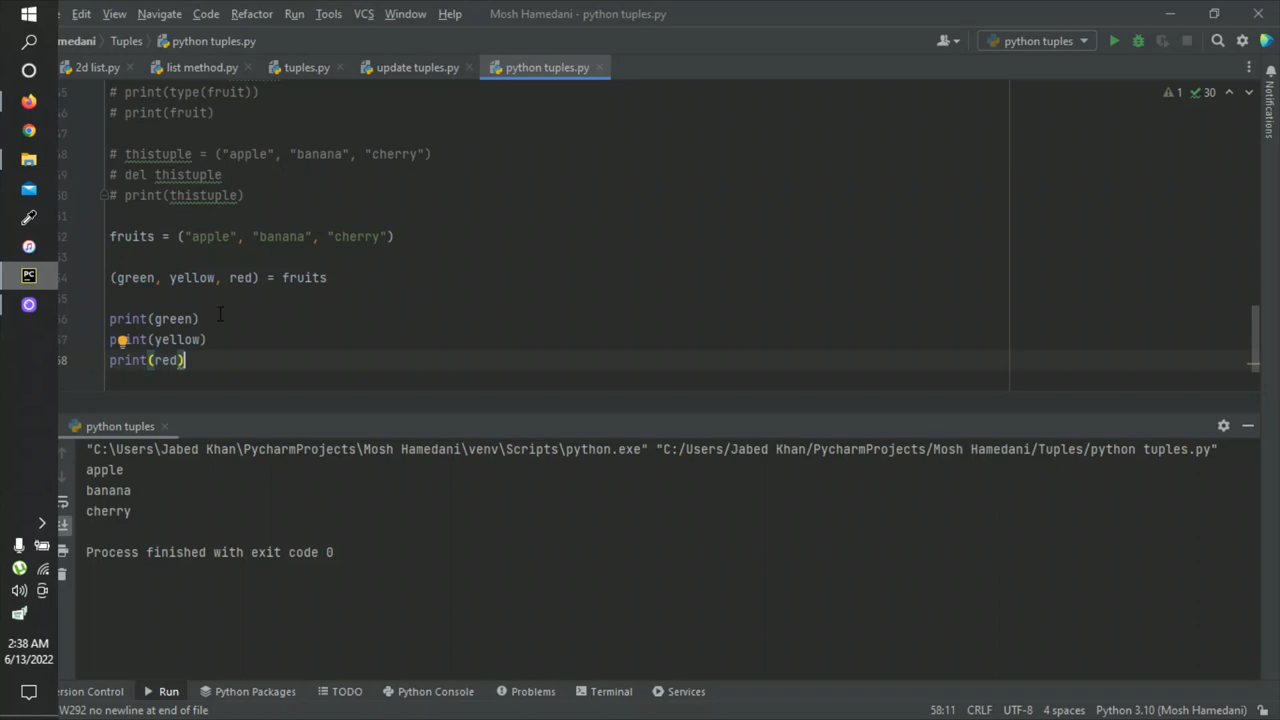 Edit View Navigate Code Refactor Run Tools VCS Window Help Mosh Hamedani - python tuples.py
medani Tuples python tuples.py python tuples
2d list.py list method.py tuples.py update tuples.py python tuples.py
55 # print(type(fruit)) 1 30
# print(fruit)
# thistuple = ("apple", "banana", "cherry")
# del thistuple
# print(thistuple)
fruits = ("apple", "banana", "cherry")
(green, yellow, red) = fruits
print(green)
print(yellow)
print(red)
Notifications
python tuples
"C:\Users\Jabed Khan\PycharmProjects\Mosh Hamedani\venv\Scripts\python.exe" "C:/Users/Jabed Khan/PycharmProjects/Mosh Hamedani/Tuples/python tuples.py"
apple
banana
cherry
Process finished with exit code 0
2:38 AM
6/13/2022
ersion Control Run Python Packages TODO Python Console Problems Terminal Services
W292 no newline at end of file 58:11 CRLF UTF-8 4 spaces Python 3.10 (Mosh Hamedani)